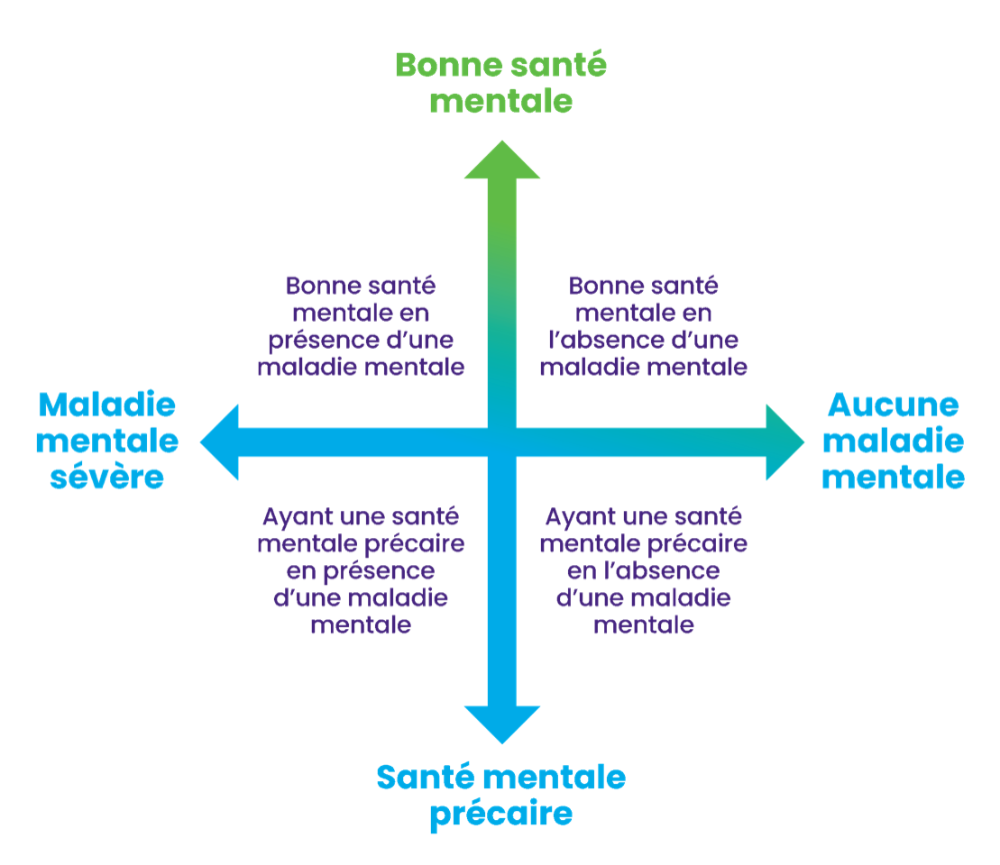 Bonne santé
mentale
Bonne santé
mentale en
présence d’une
maladie mentale
Bonne santé
mentale en
l’absence d’une
maladie mentale
Maladie
mentale
sévère
Aucune
maladie
mentale
Ayant une santé
mentale précaire
en présence
d’une maladie
mentale
Ayant une santé
mentale précaire
en l’absence
d’une maladie
mentale
Santé mentale
précaire